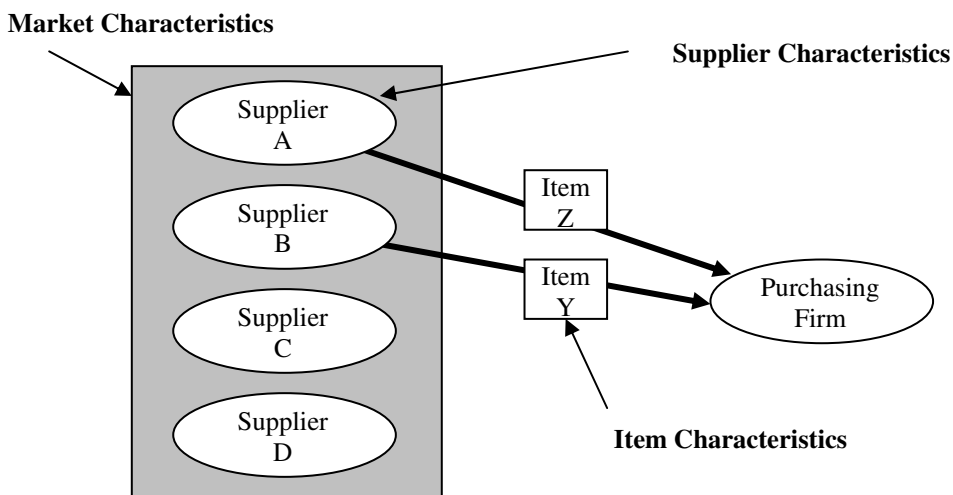 Market Characteristics
Supplier Characteristics
Supplier
A
Item
Z
Supplier
B
Item
Y
Purchasing
Firm
Supplier
C
Supplier
D
Item Characteristics